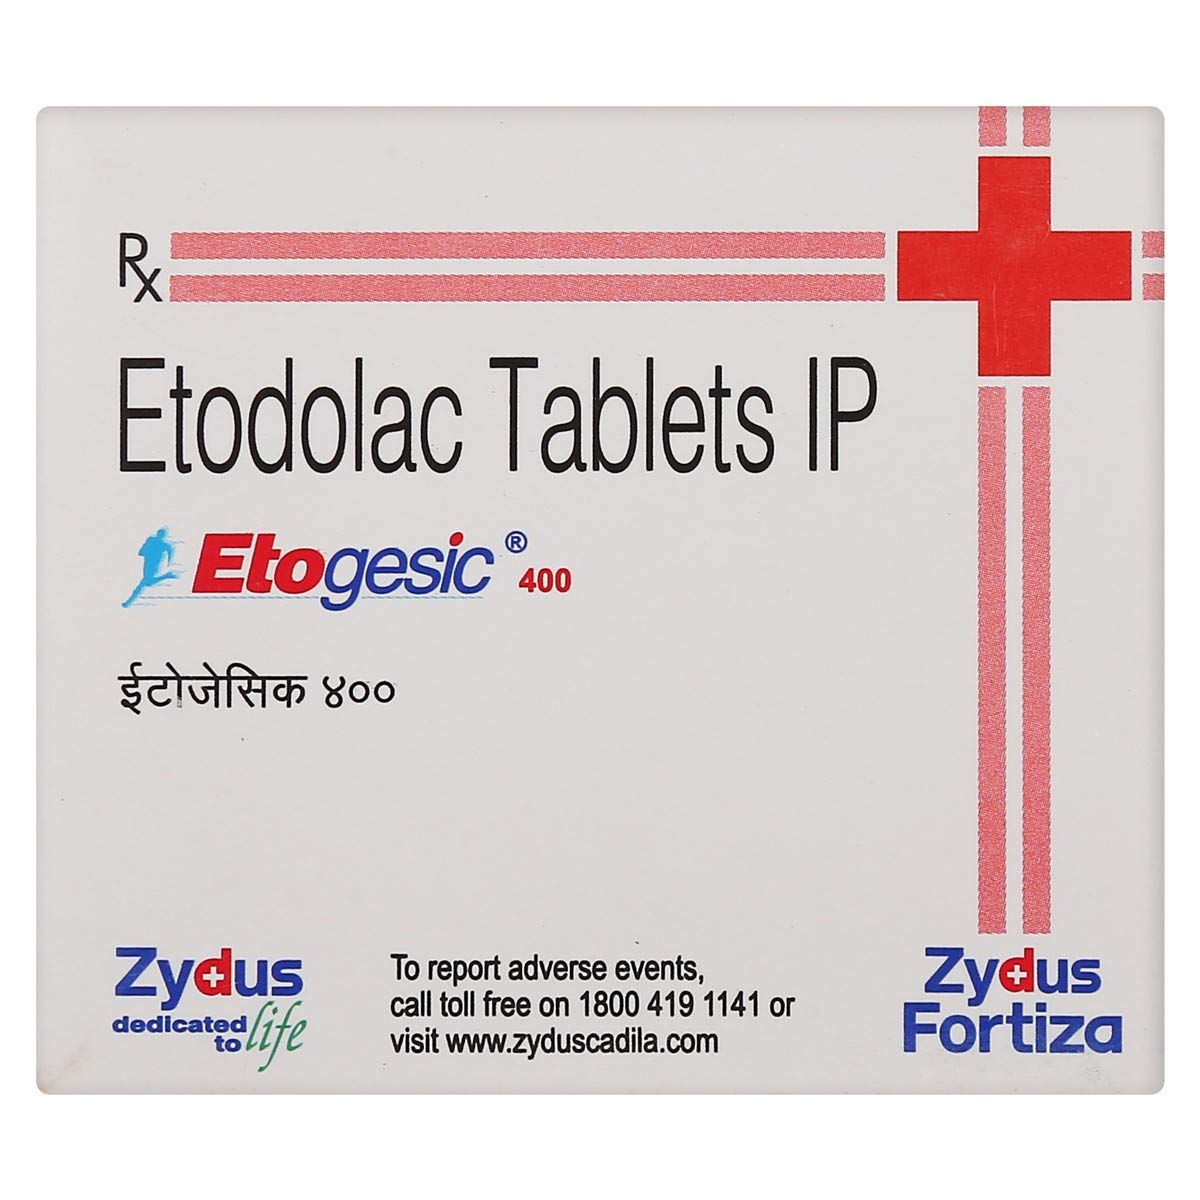 Rx
Etodolac Tablets IP
Etogesic® 400
ईटोजेसिक ४००
Zydus
dedicated to life
To report adverse events,
call toll free on 1800 419 1141 or
visit www.zyduscadila.com
Zydus
Fortiza